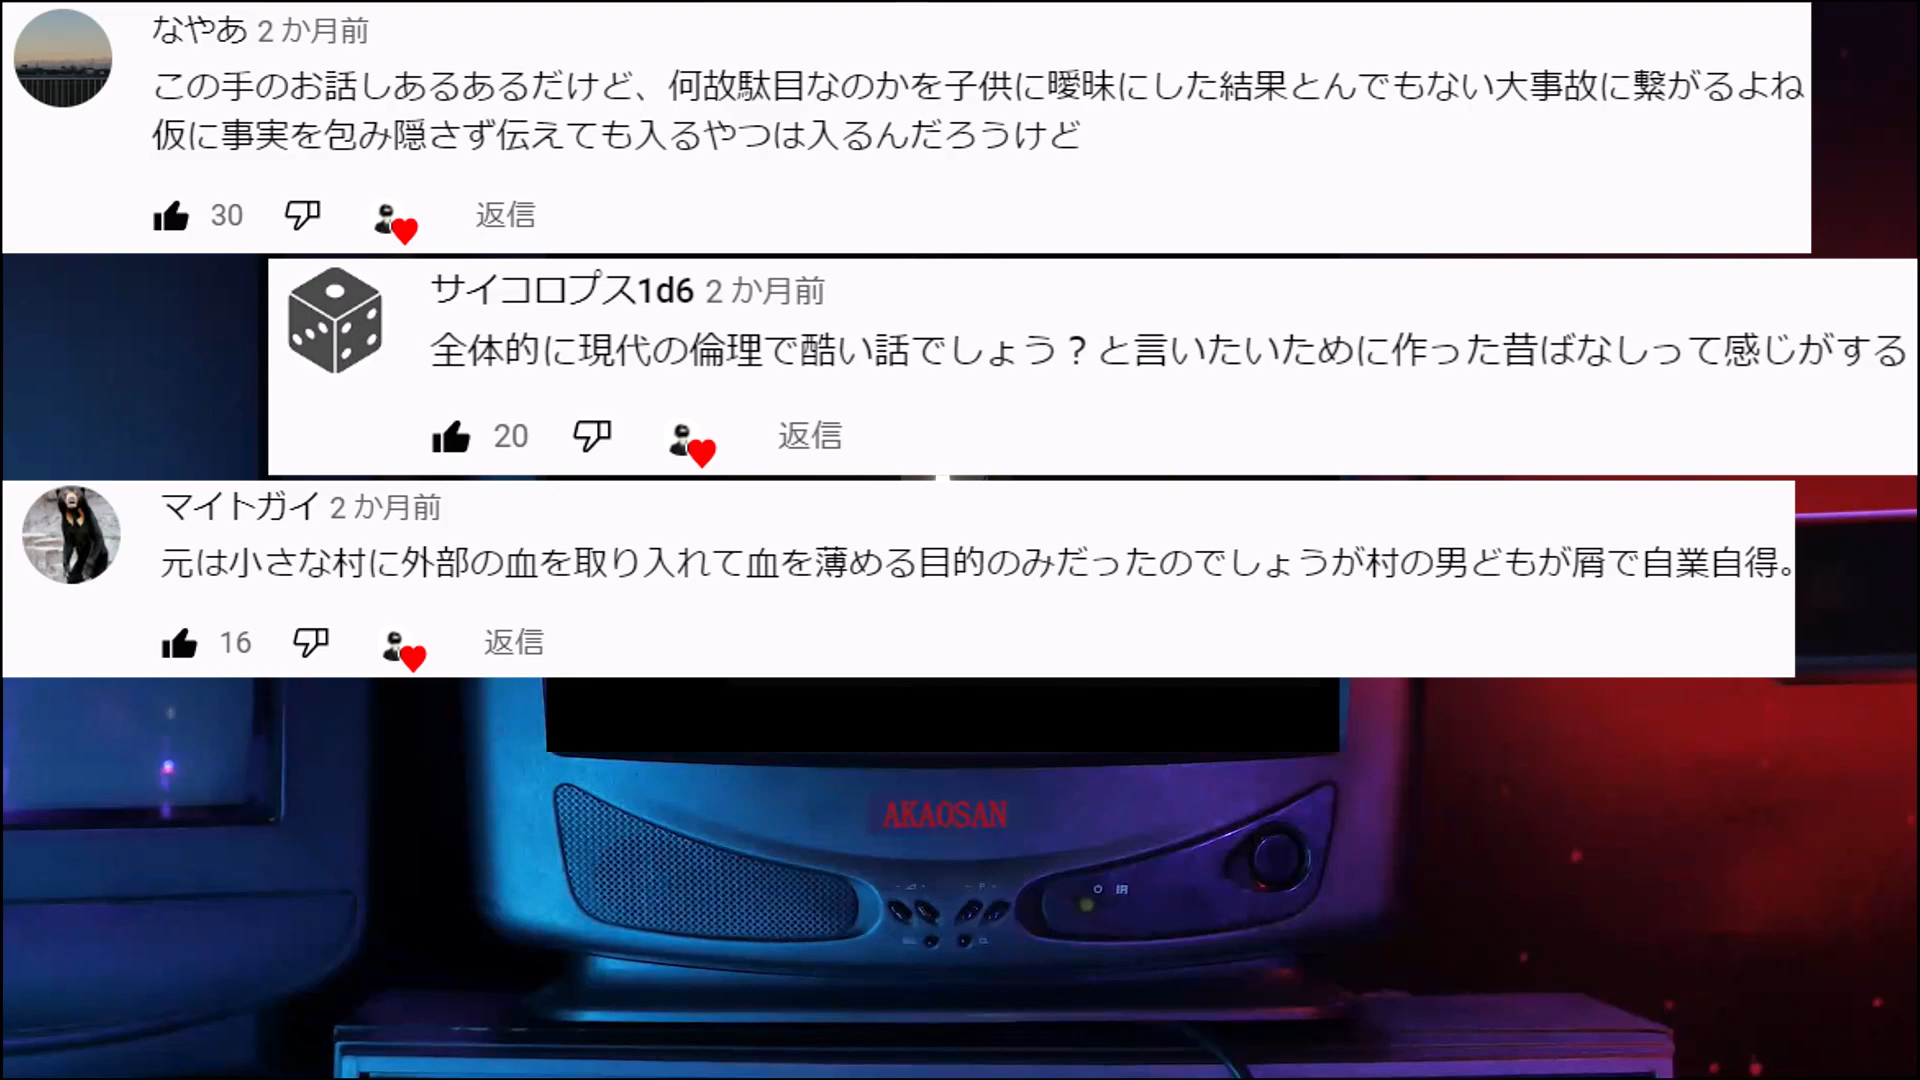 なやあ 2 か月前
この手のお話しあるあるだけど、何故駄目なのかを子供に曖昧にした結果とんでもない大事故に繋がるよね
仮に事実を包み隠さず伝えても入るやつは入るんだろうけど
30 返信
サイコロプス1d6 2 か月前
全体的に現代の倫理で酷い話でしょう？と言いたいために作った昔ばなしって感じがする
20 返信
マイトガイ 2 か月前
元は小さな村に外部の血を取り入れて血を薄める目的のみだったのでしょうが村の男どもが屑で自業自得。
16 返信
AKAOSAN